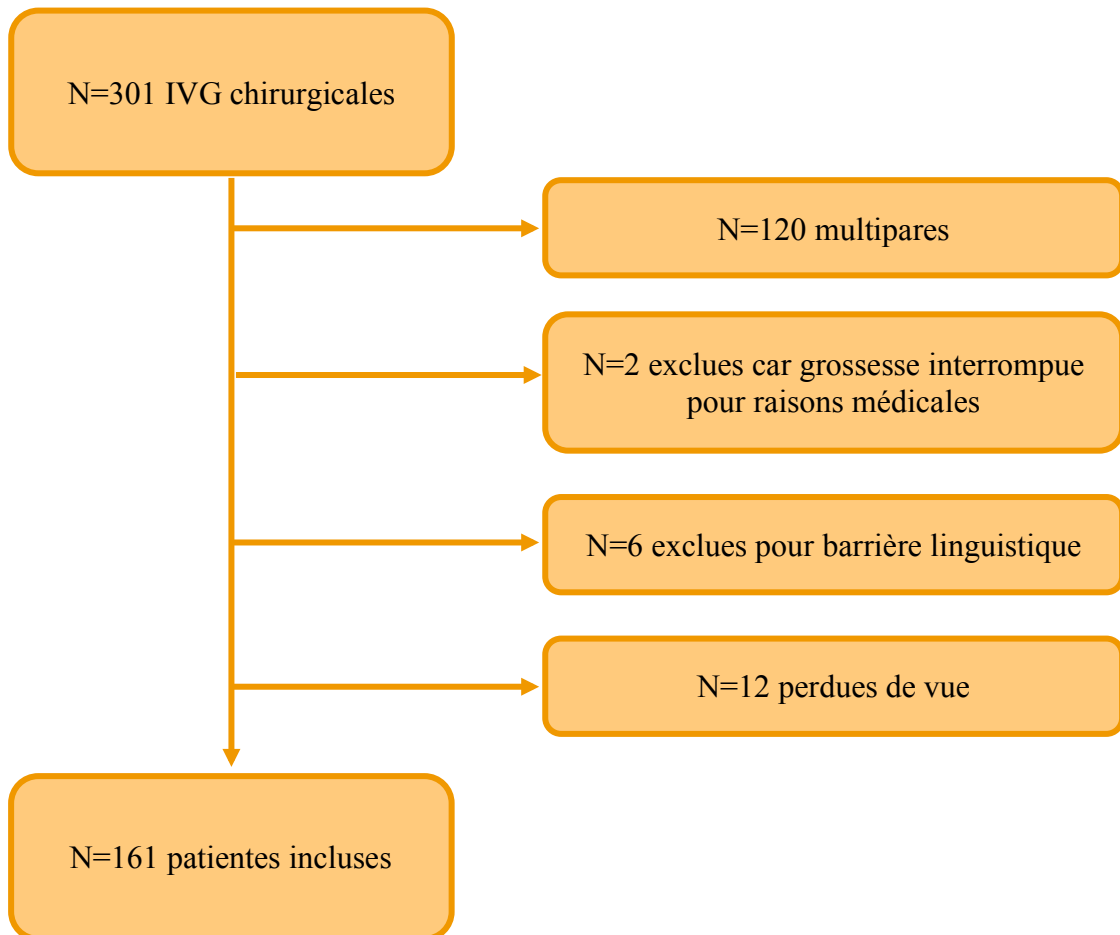 N=301 IVG chirurgicales
N=120 multipares
N=2 exclues car grossesse interrompue
pour raisons médicales
N=6 exclues pour barrière linguistique
N=12 perdues de vue
N=161 patientes incluses